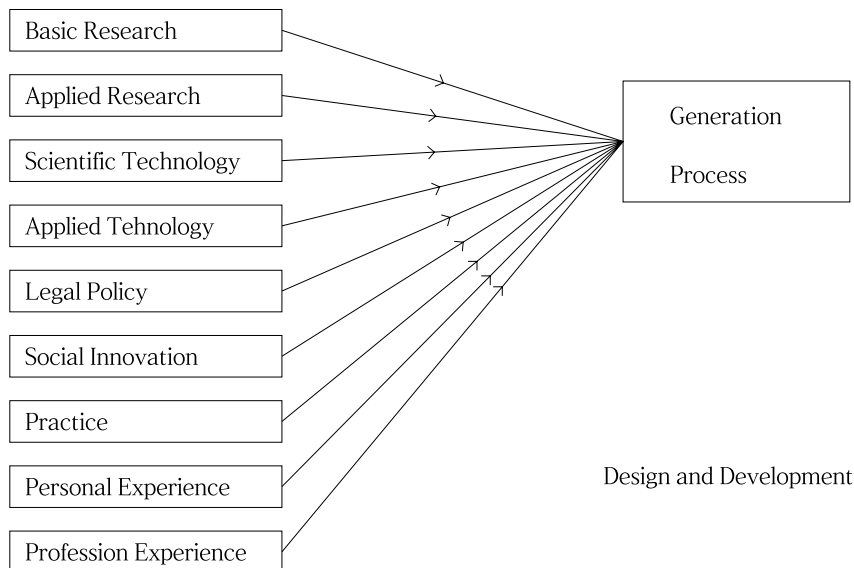 Basic Research
Applied Research
Scientific Technology
Applied Tehnology
Legal Policy
Social Innovation
Practice
Personal Experience
Profession Experience
Generation
Process
Design and Development